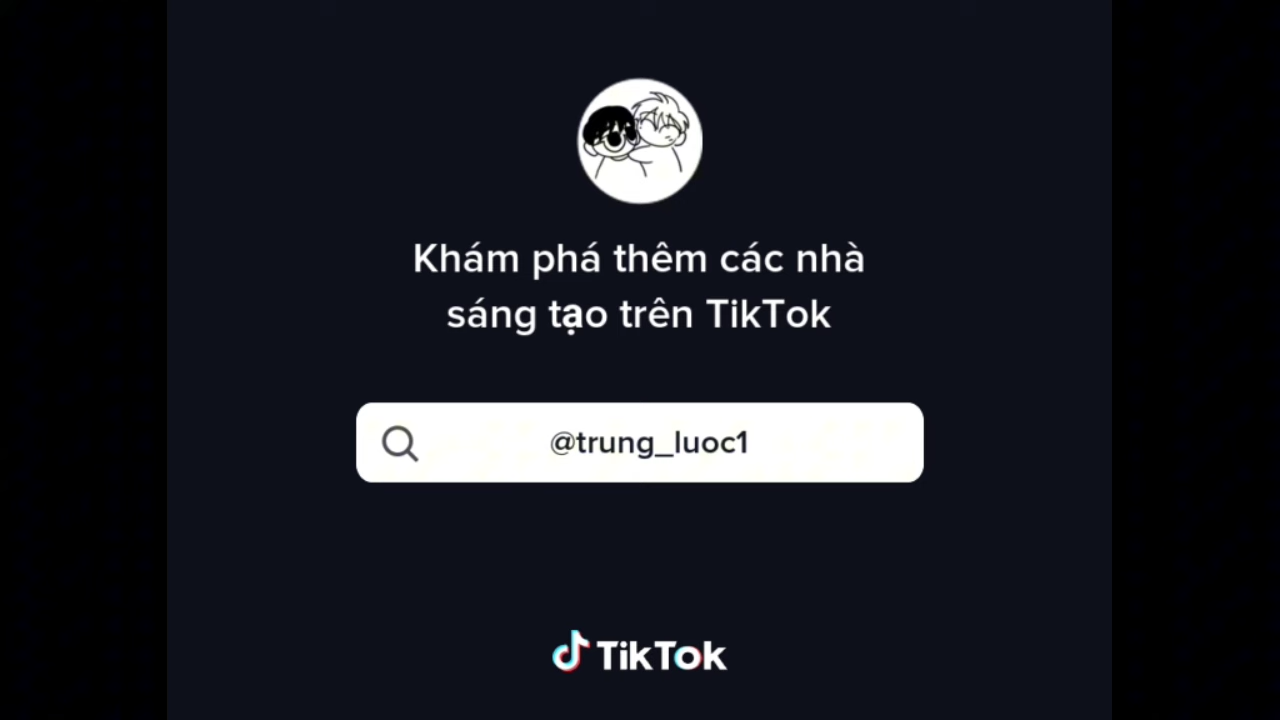 Khám phá thêm các nhà
sáng tạo trên TikTok
@trung_luoc1
TikTok